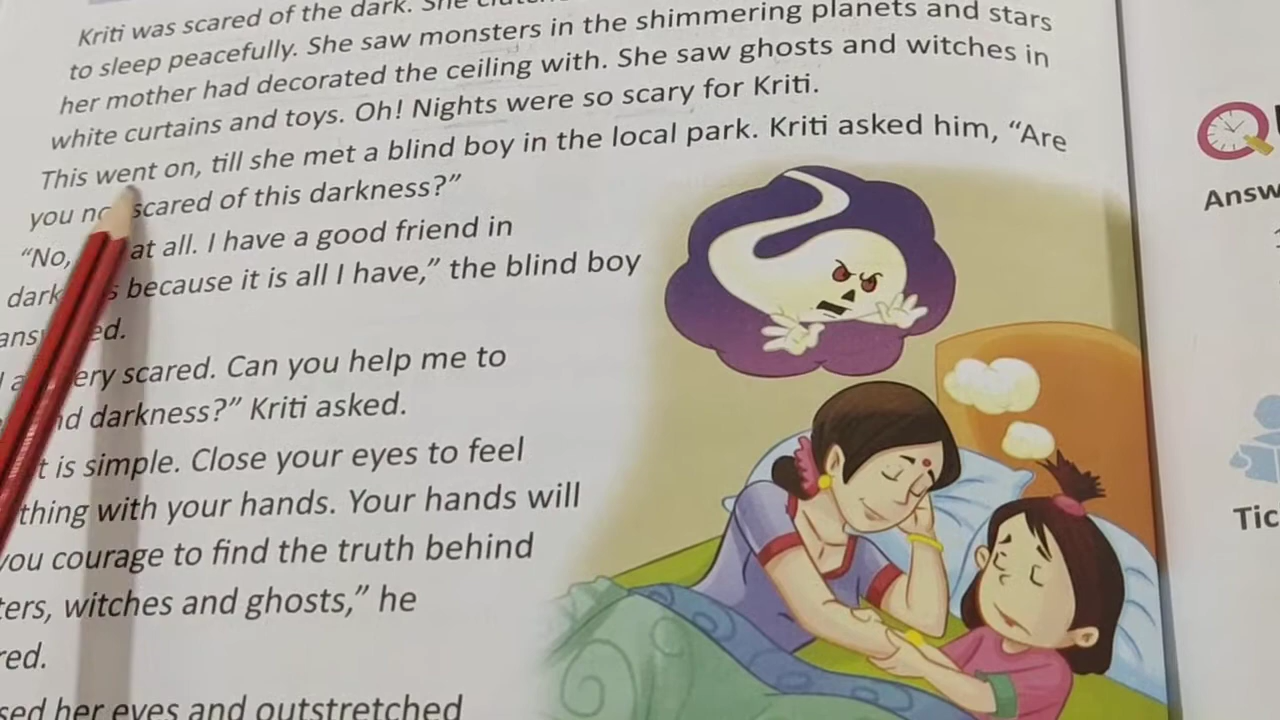 Kriti was scared of the dark. She
to sleep peacefully. She saw monsters in the shimmering planets and stars
her mother had decorated the ceiling with. She saw ghosts and witches in
white curtains and toys. Oh! Nights were so scary for Kriti.
This went on, till she met a blind boy in the local park. Kriti asked him, “Are
you scared of this darkness?”
“No, at all. I have a good friend in
because it is all I have,” the blind boy
scared. Can you help me to
darkness?” Kriti asked.
is simple. Close your eyes to feel
thing with your hands. Your hands will
you courage to find the truth behind
witches and ghosts,” he
her eyes and outstretched
Answ
Tic